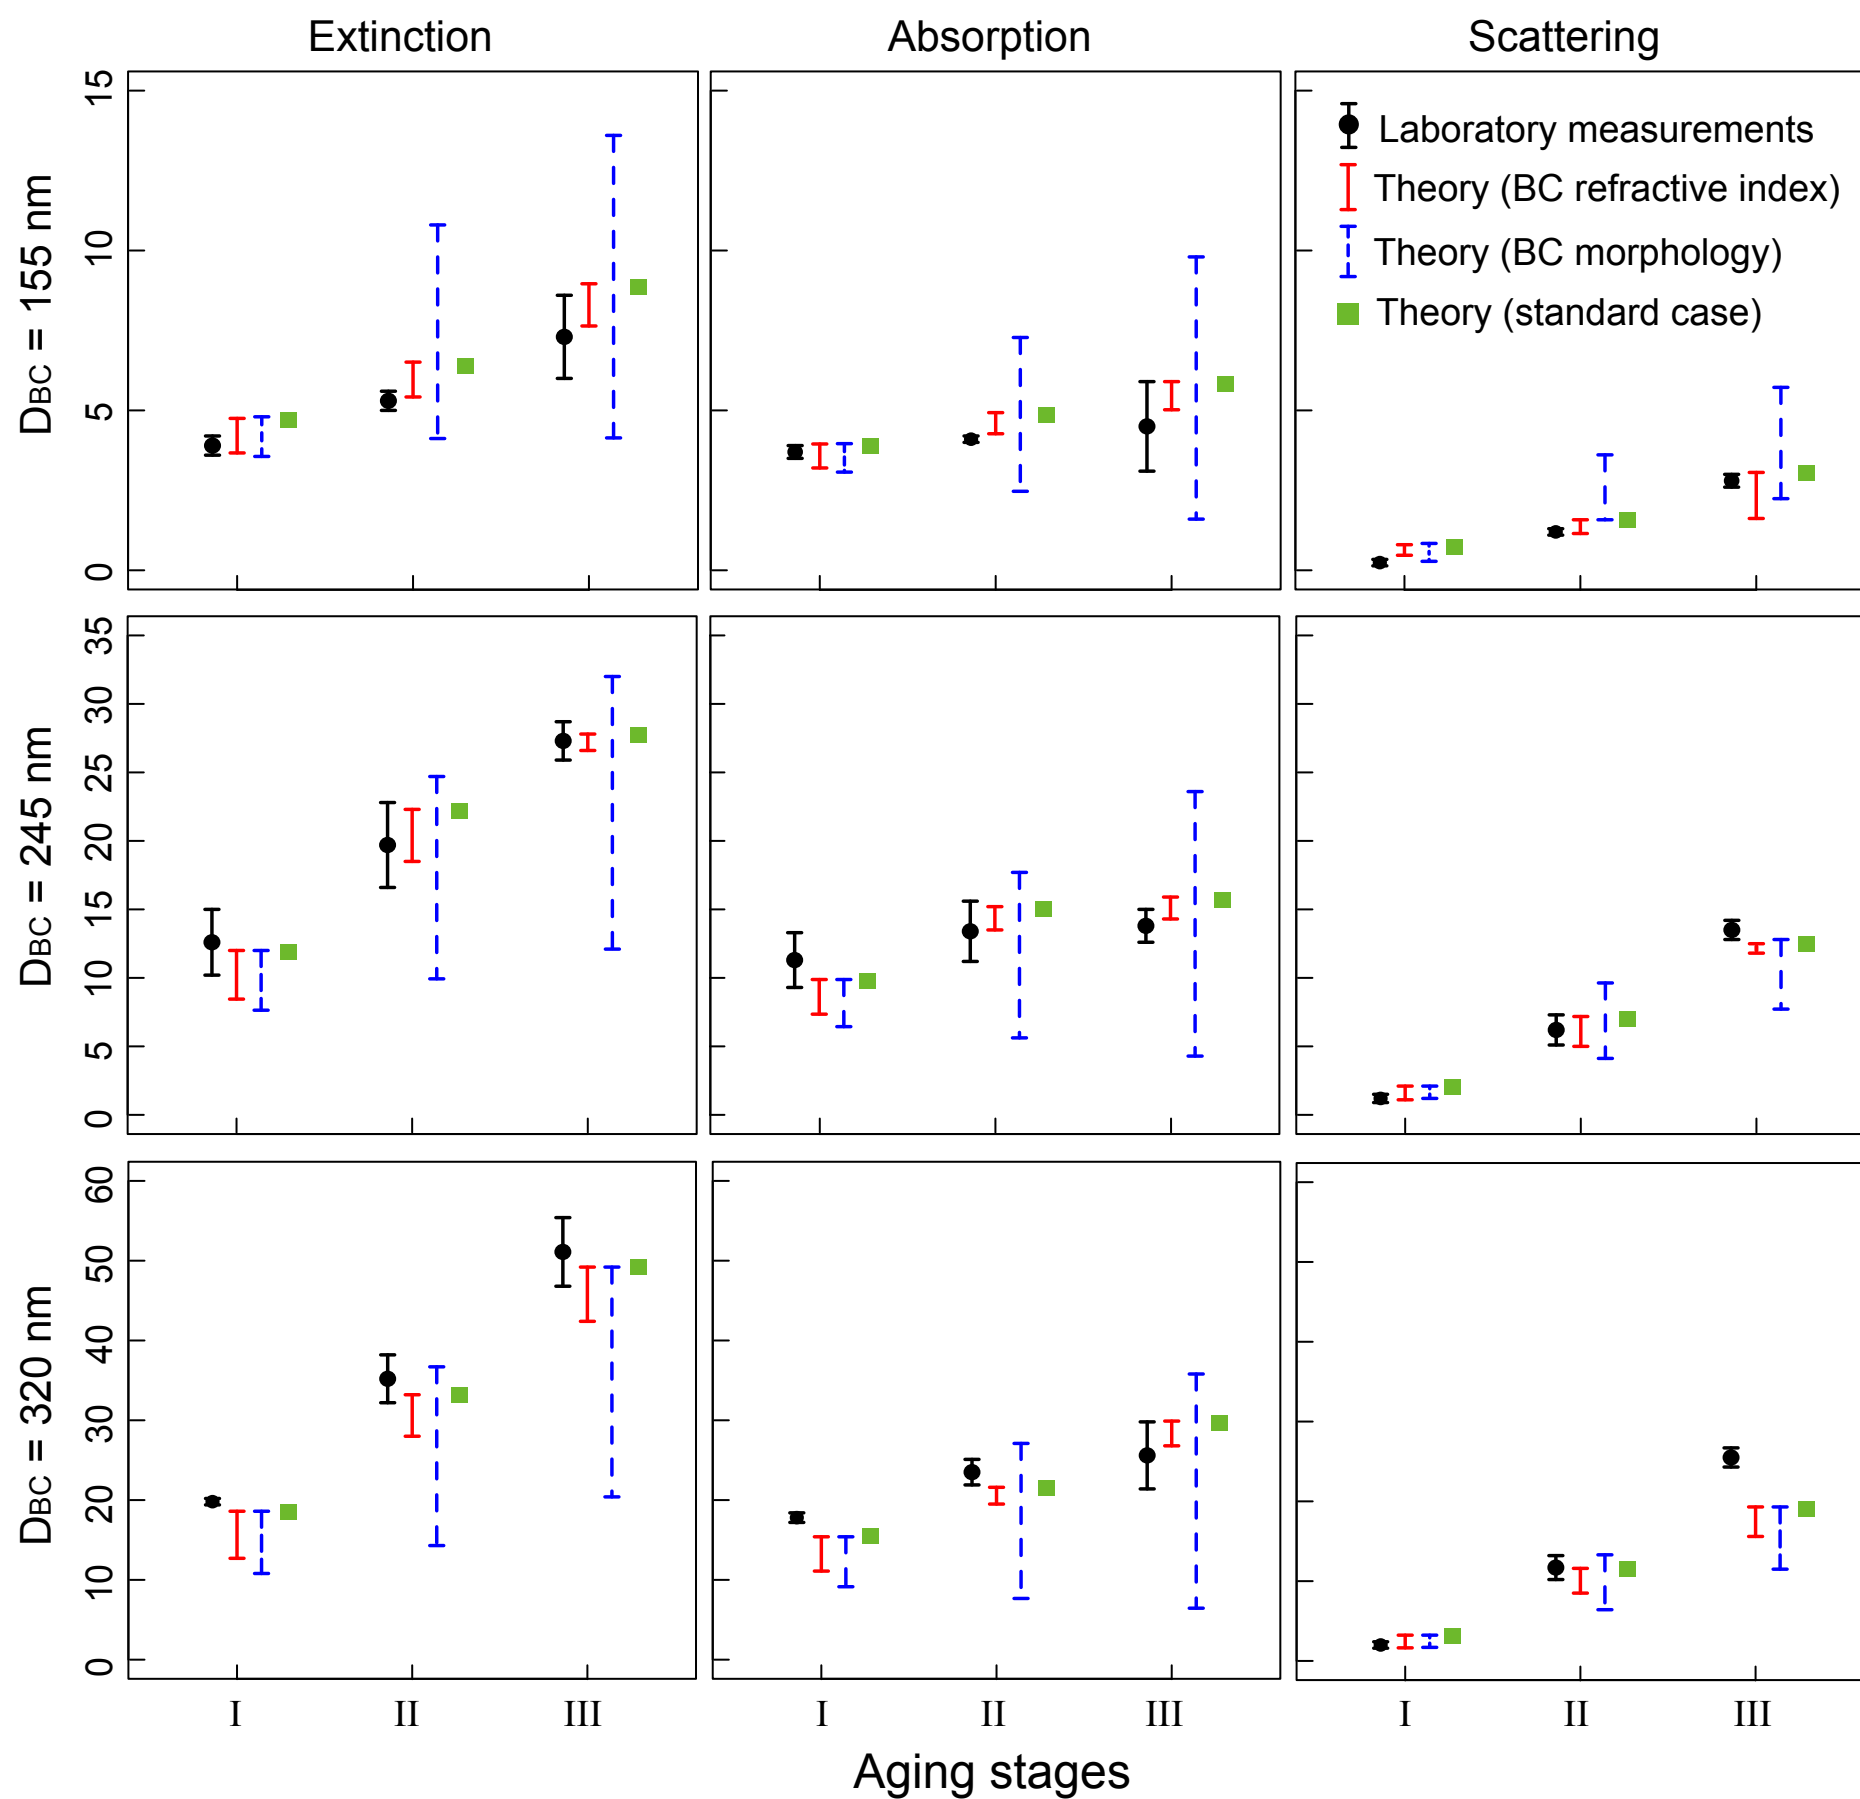 Extinction Absorption Scattering
DBC = 155 nm
15
10
5
0
Laboratory measurements
Theory (BC refractive index)
Theory (BC morphology)
Theory (standard case)
DBC = 245 nm
35
30
25
20
15
10
5
0
DBC = 320 nm
60
50
40
30
20
10
0
I II III I II III I II III
Aging stages